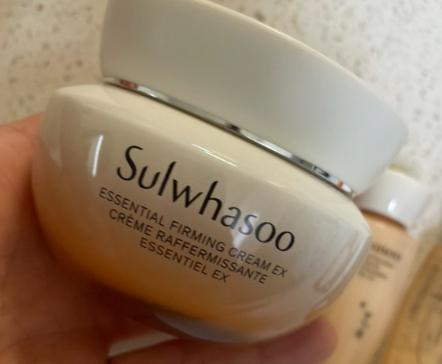 Sulwhasoo
ESSENTIAL FIRMING CREAM EX
CRÈME RAFFERMISSANTE
ESSENTIEL EX